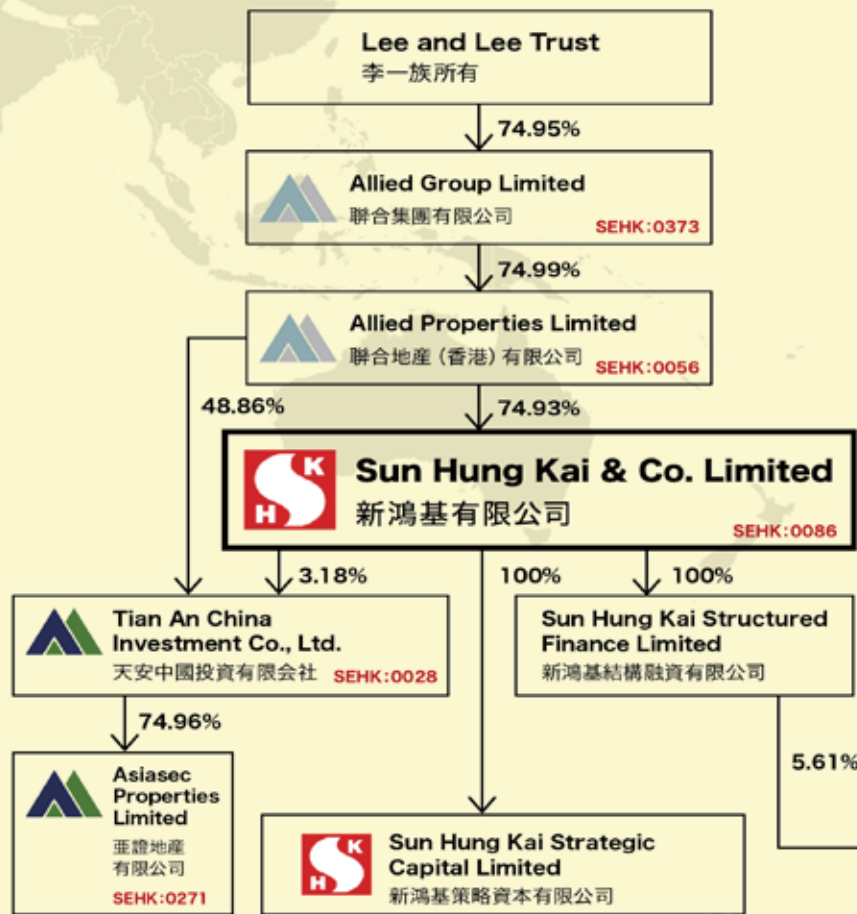 Lee and Lee Trust
李一族所有
74.95%
Allied Group Limited
聯合集團有限公司
SEHK:0373
74.99%
Allied Properties Limited
聯合地産（香港）有限公司
SEHK:0056
48.86%
74.93%
S K H
Sun Hung Kai & Co. Limited
新鴻基有限公司
SEHK:0086
3.18%
100%
100%
Tian An China
Investment Co., Ltd.
天安中國投資有限会社
SEHK:0028
Sun Hung Kai Structured
Finance Limited
新鴻基結構融資有限公司
74.96%
5.61%
Asiasec
Properties
Limited
亜證地産
有限公司
SEHK:0271
S K H
Sun Hung Kai Strategic
Capital Limited
新鴻基策略資本有限公司